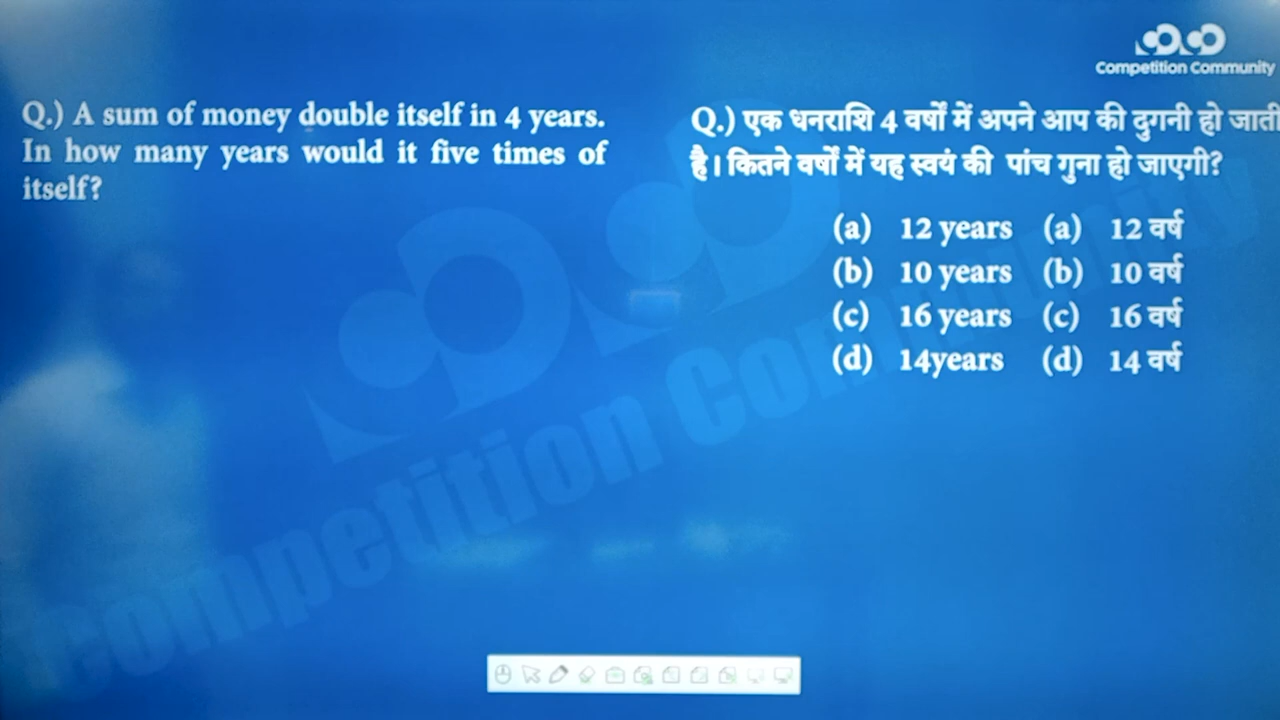 Competition Community
Q.) A sum of money double itself in 4 years.
In how many years would it five times of
itself?
Q.) एक धनराशि 4 वर्षों में अपने आप की दुगनी हो जाती
है। कितने वर्षों में यह स्वयं की पांच गुना हो जाएगी?
(a) 12 years (a) 12 वर्ष
(b) 10 years (b) 10 वर्ष
(c) 16 years (c) 16 वर्ष
(d) 14years (d) 14 वर्ष
Competition Community